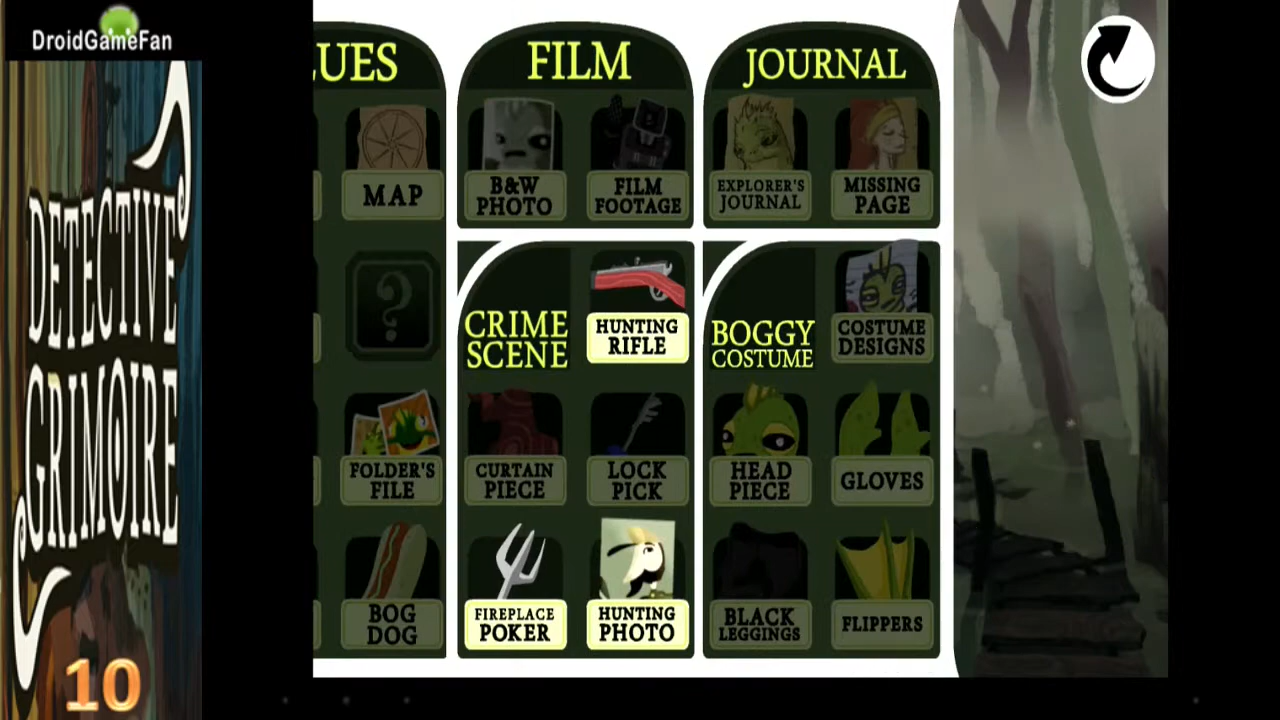 DroidGameFan
DETECTIVE
GRIMOIRE
10
UES
MAP
?
FOLDER'S
FILE
BOG
DOG
FILM
B&W
PHOTO
FILM
FOOTAGE
JOURNAL
EXPLORER'S
JOURNAL
MISSING
PAGE
CRIME
SCENE
HUNTING
RIFLE
CURTAIN
PIECE
LOCK
PICK
FIREPLACE
POKER
HUNTING
PHOTO
BOGGY
COSTUME
COSTUME
DESIGNS
HEAD
PIECE
GLOVES
BLACK
LEGGINGS
FLIPPERS